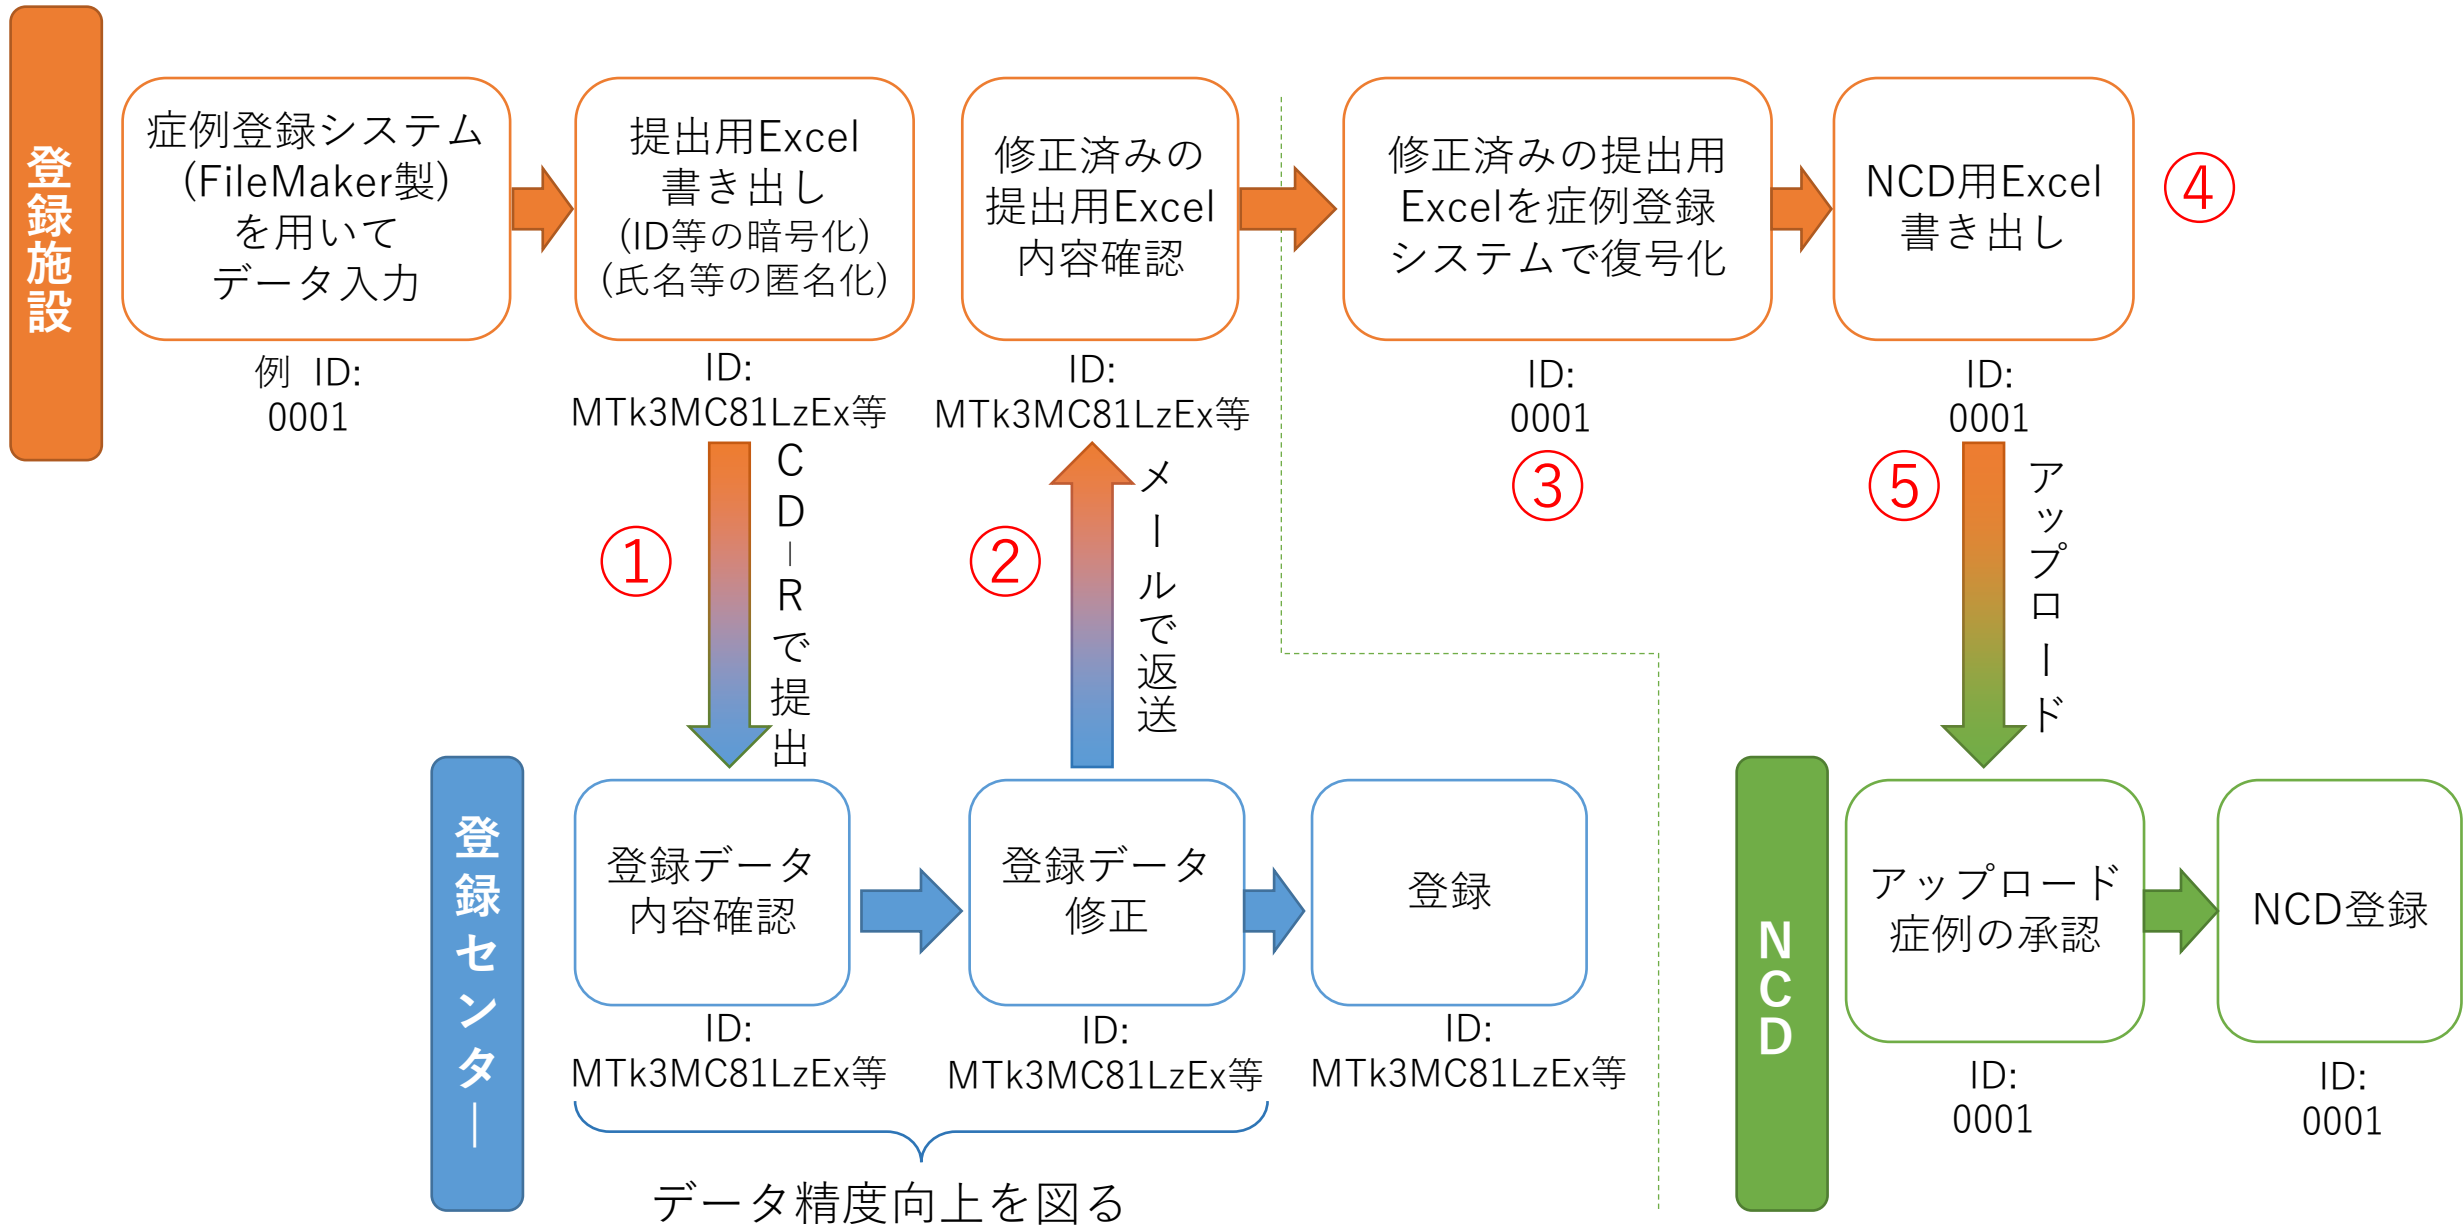 登録施設
症例登録システム
(FileMaker製)
を用いて
データ入力
例 ID:
0001
提出用Excel
書き出し
(ID等の暗号化)
(氏名等の匿名化)
ID:
MTk3MC81LzEx等
修正済みの
提出用Excel
内容確認
ID:
MTk3MC81LzEx等
修正済みの提出用
Excelを症例登録
システムで復号化
ID:
0001
③
NCD用Excel
書き出し
④
ID:
0001
①
CD-Rで提出
②
メールで返送
⑤
アップロード
登録センター
登録データ
内容確認
ID:
MTk3MC81LzEx等
登録データ
修正
ID:
MTk3MC81LzEx等
登録
ID:
MTk3MC81LzEx等
データ精度向上を図る
NCD
アップロード
症例の承認
ID:
0001
NCD登録
ID:
0001